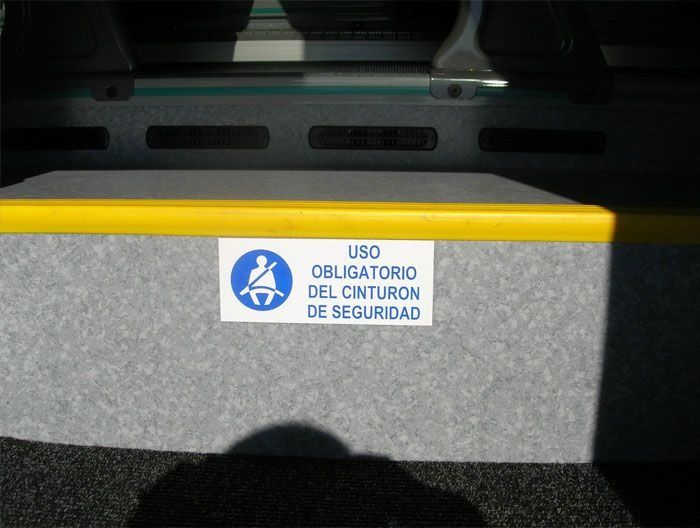 USO
OBLIGATORIO
DEL CINTURON
DE SEGURIDAD